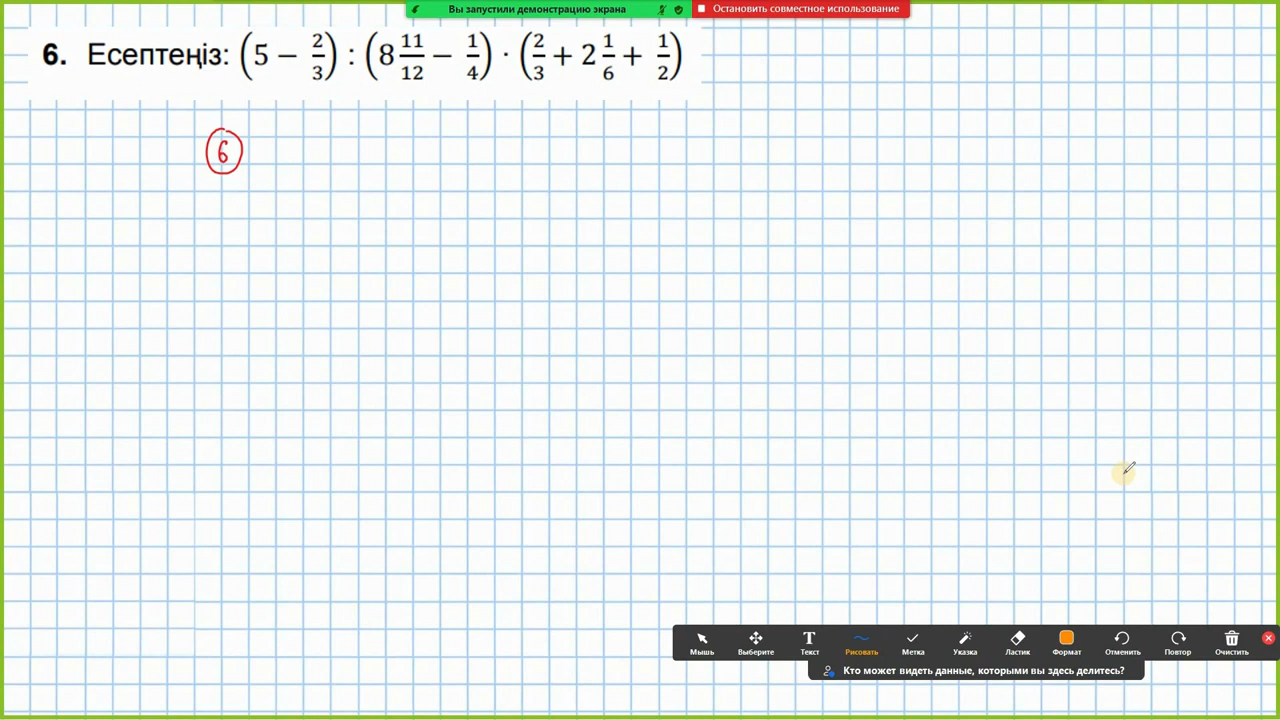 Вы запустили демонстрацию экрана
Остановить совместное использование
6. Есептеңіз: (5 − 2/3) : (8 11/12 − 1/4) · (2/3 + 2 1/6 + 1/2)
6
Мышь Выберите Текст Рисовать Метка Указка Ластик Формат Отменить Повтор Очистить
Кто может видеть данные, которыми вы здесь делитесь?